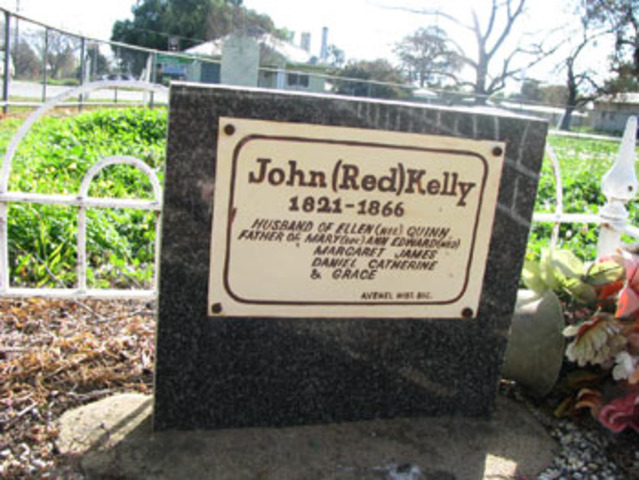 John (Red) Kelly
1821-1866
HUSBAND OF ELLEN (NEE) QUINN
FATHER OF MARY (DEC) ANN EDWARD (NED)
MARGARET JAMES
DANIEL CATHERINE
& GRACE
AVENEL HIST. SOC.